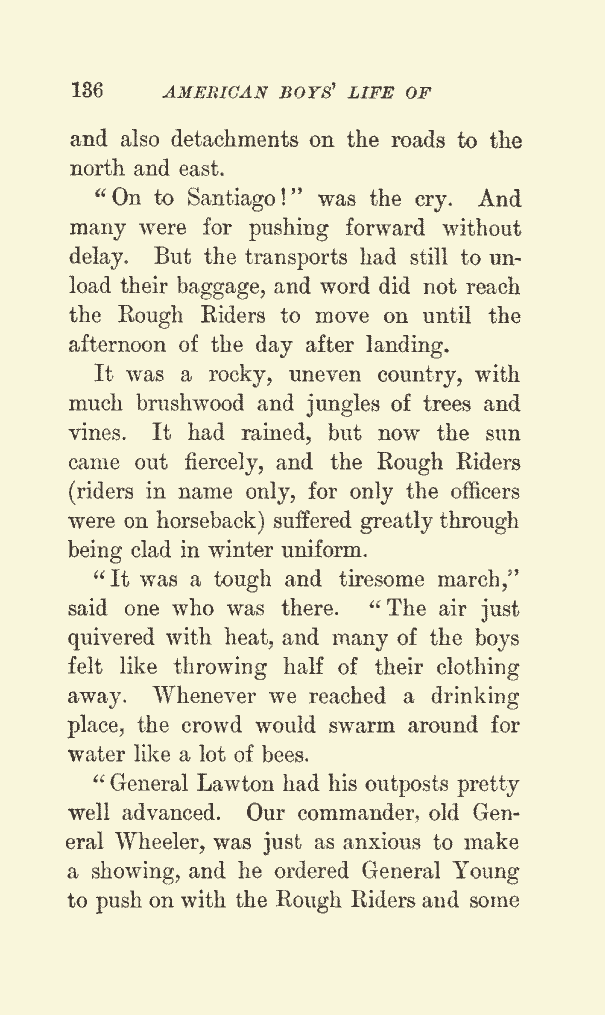 136 AMERICAN BOYS' LIFE OF
and also detachments on the roads to the
north and east.
"On to Santiago!" was the cry. And
many were for pushing forward without
delay. But the transports had still to un-
load their baggage, and word did not reach
the Rough Riders to move on until the
afternoon of the day after landing.
It was a rocky, uneven country, with
much brushwood and jungles of trees and
vines. It had rained, but now the sun
came out fiercely, and the Rough Riders
(riders in name only, for only the officers
were on horseback) suffered greatly through
being clad in winter uniform.
"It was a tough and tiresome march,"
said one who was there. "The air just
quivered with heat, and many of the boys
felt like throwing half of their clothing
away. Whenever we reached a drinking
place, the crowd would swarm around for
water like a lot of bees.
"General Lawton had his outposts pretty
well advanced. Our commander, old Gen-
eral Wheeler, was just as anxious to make
a showing, and he ordered General Young
to push on with the Rough Riders and some